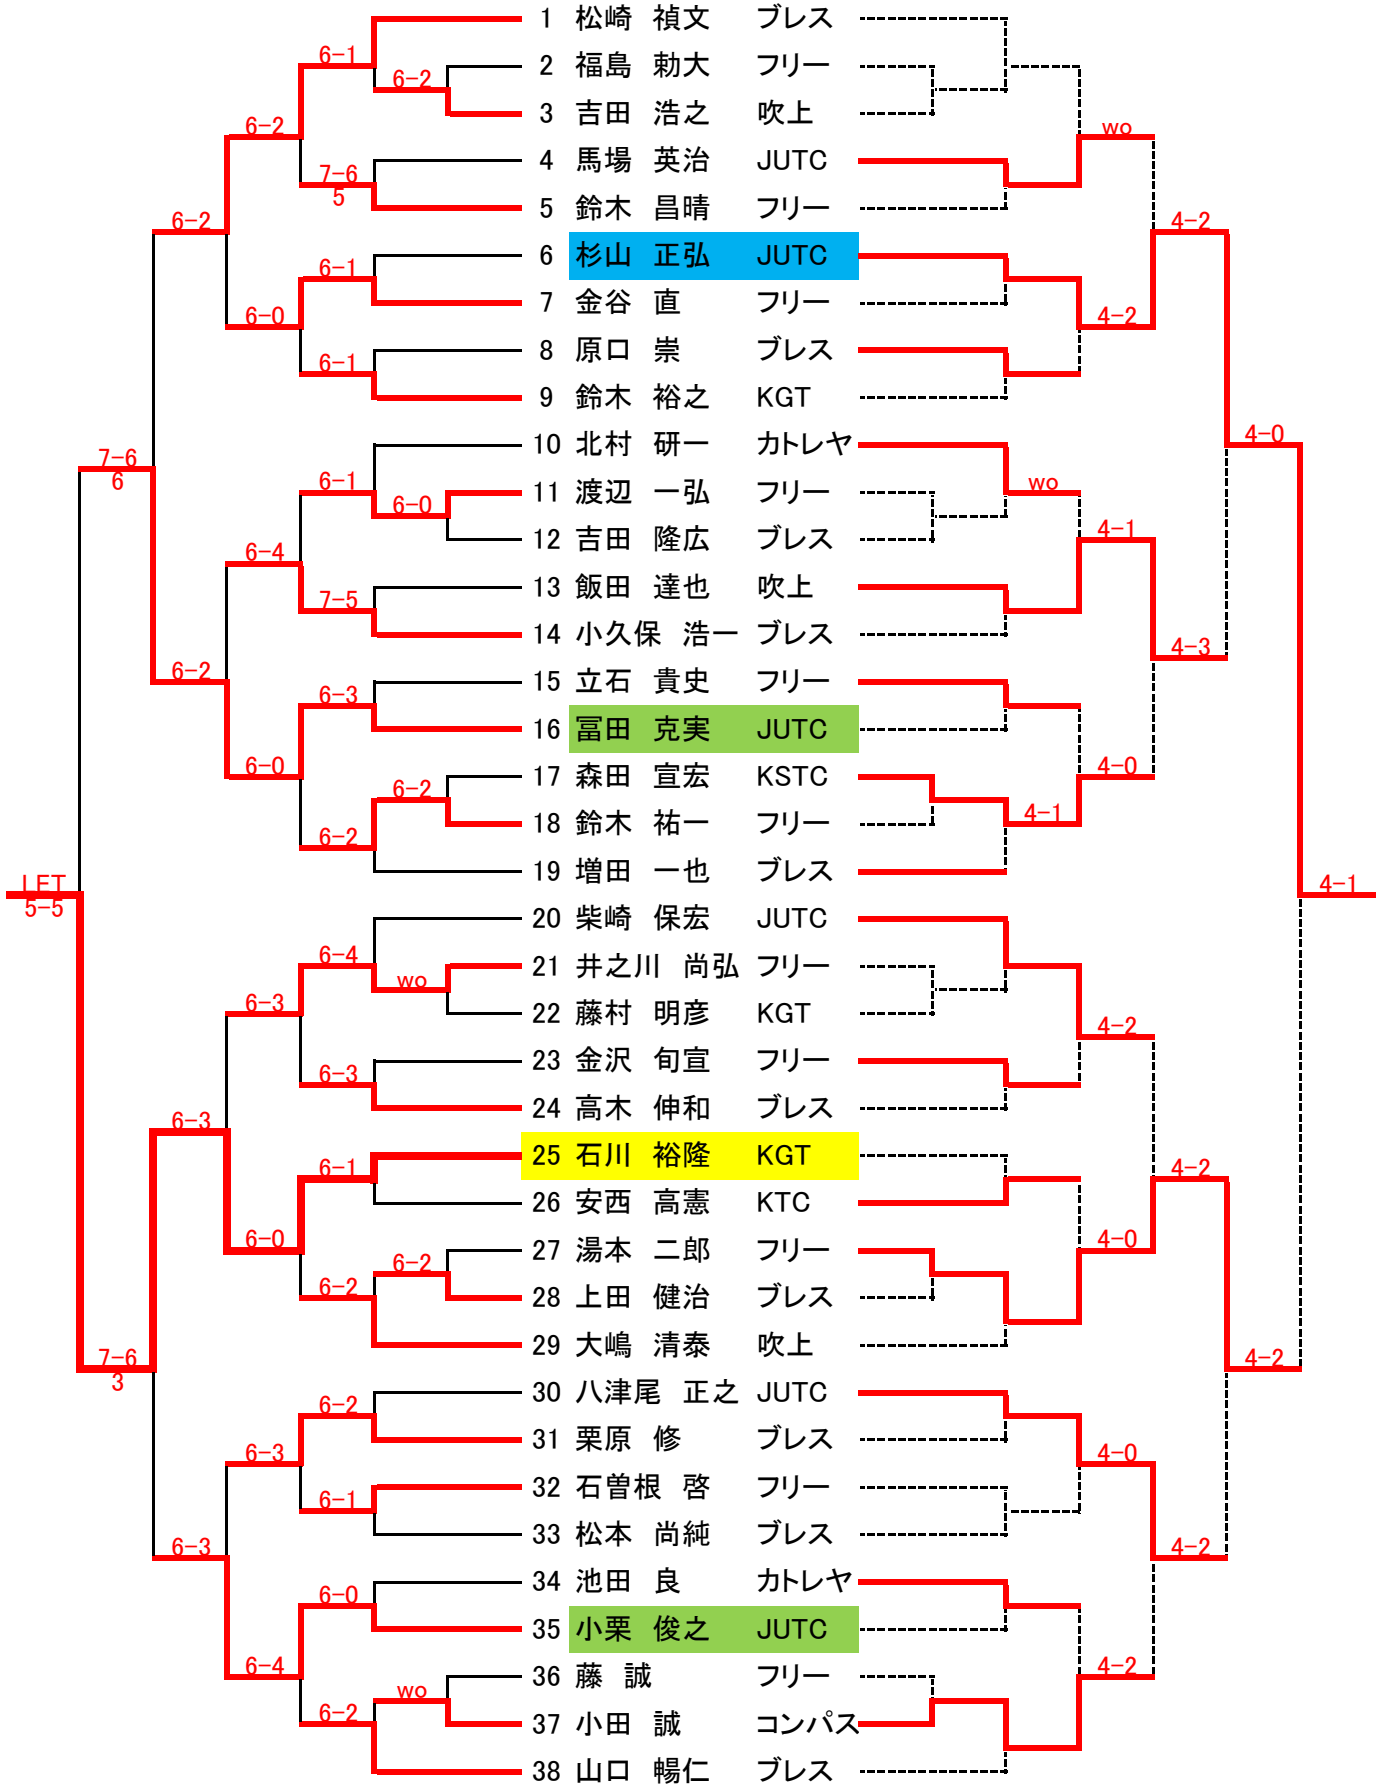 1 松崎 禎文 ブレス
6-1
2 福島 勅大 フリー
6-2
3 吉田 浩之 吹上
6-2 wo
4 馬場 英治 JUTC
7-6
5
5 鈴木 昌晴 フリー
6-2 4-2
6 杉山 正弘 JUTC
6-1
7 金谷 直 フリー
6-0 4-2
8 原口 崇 ブレス
6-1
9 鈴木 裕之 KGT
10 北村 研一 カトレヤ 4-0
7-6
6
6-1 wo
11 渡辺 一弘 フリー
6-0
4-1
12 吉田 隆広 ブレス
6-4
13 飯田 達也 吹上
7-5
14 小久保 浩一 ブレス
4-3
6-2
15 立石 貴史 フリー
6-3
16 冨田 克実 JUTC
6-0 4-0
17 森田 宣宏 KSTC
6-2
18 鈴木 祐一 フリー 4-1
6-2
19 増田 一也 ブレス
LET 4-1
5-5
20 柴崎 保宏 JUTC
6-4
21 井之川 尚弘 フリー
wo
6-3
22 藤村 明彦 KGT
4-2
23 金沢 旬宣 フリー
6-3
24 高木 伸和 ブレス
6-3
25 石川 裕隆 KGT
6-1 4-2
26 安西 高憲 KTC
6-0 4-0
27 湯本 二郎 フリー
6-2
6-2
28 上田 健治 ブレス
29 大嶋 清泰 吹上
7-6 4-2
3
30 八津尾 正之 JUTC
6-2
31 栗原 修 ブレス
6-3 4-0
32 石曽根 啓 フリー
6-1
33 松本 尚純 ブレス
6-3 4-2
34 池田 良 カトレヤ
6-0
35 小栗 俊之 JUTC
6-4 4-2
36 藤 誠 フリー
wo
6-2
37 小田 誠 コンパス
38 山口 暢仁 ブレス